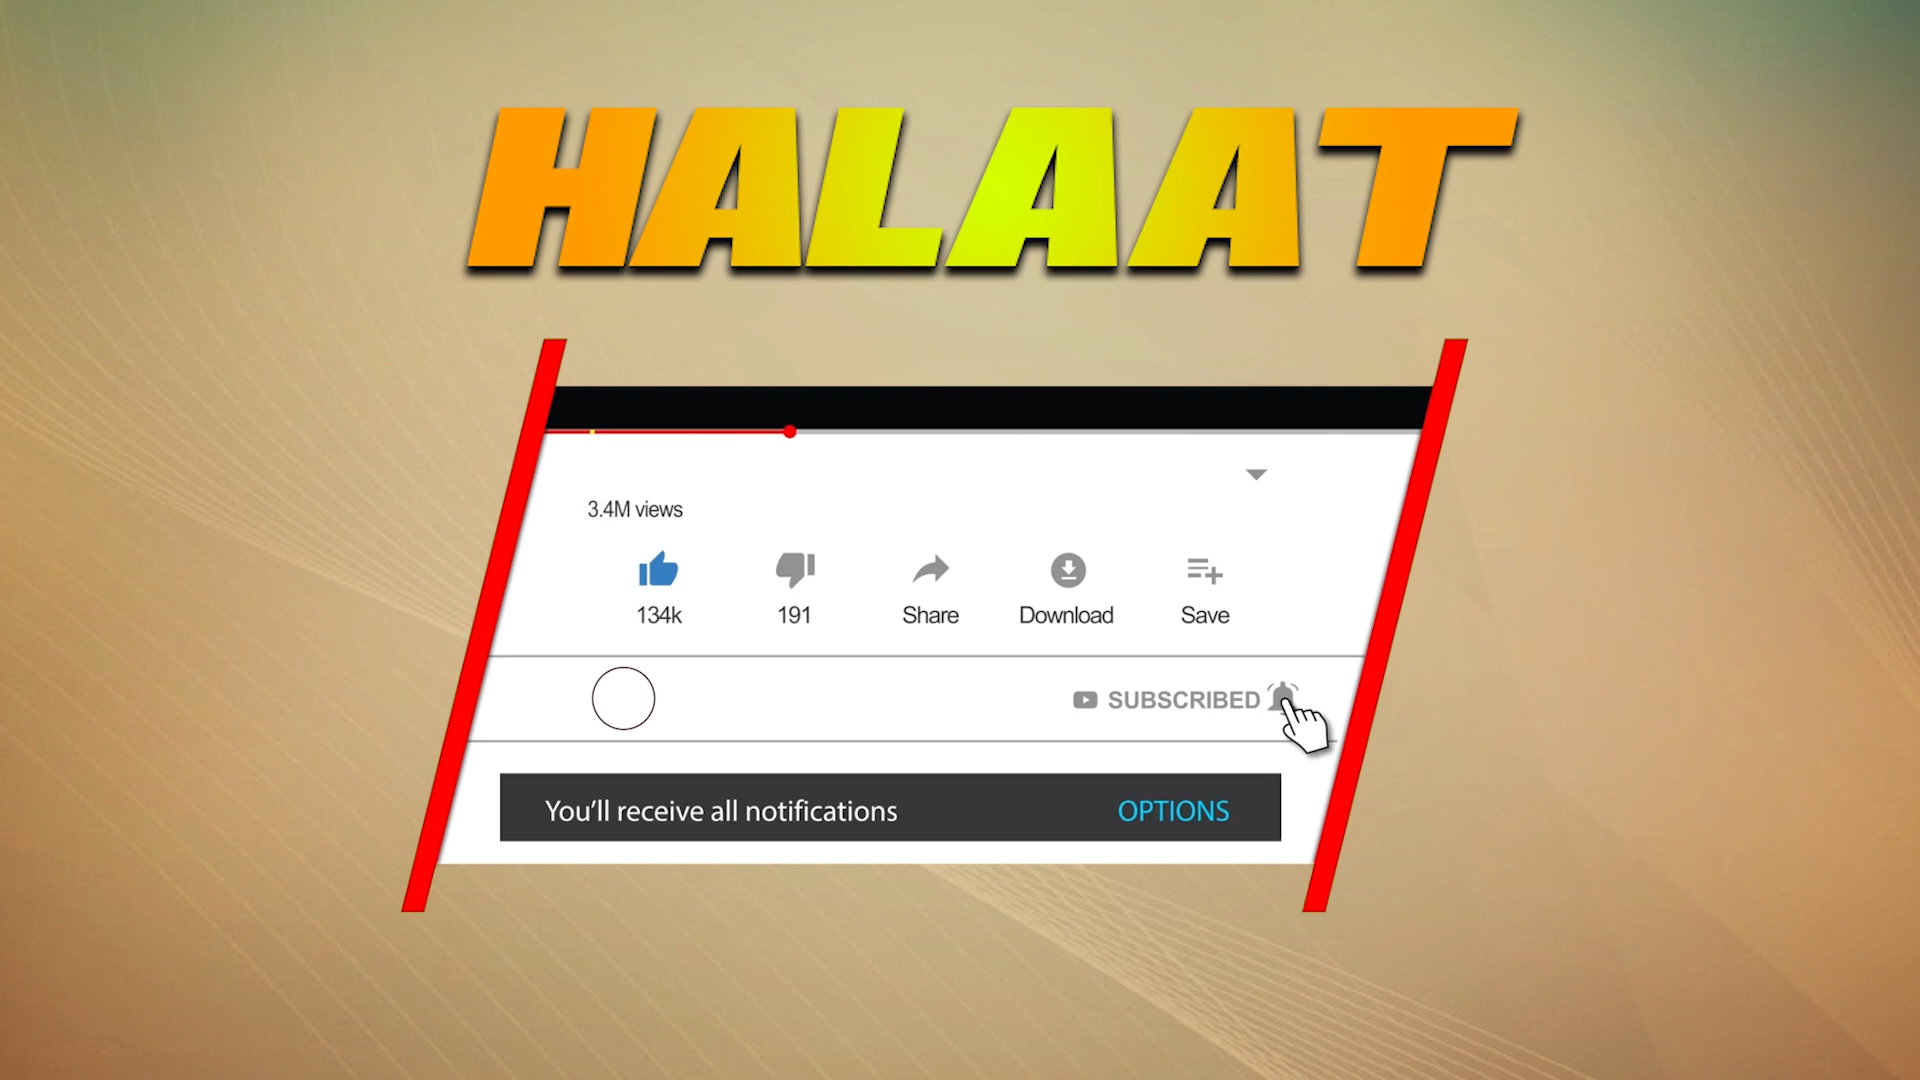 HALAAT
3.4M views
134k 191 Share Download Save
SUBSCRIBED
You'll receive all notifications OPTIONS